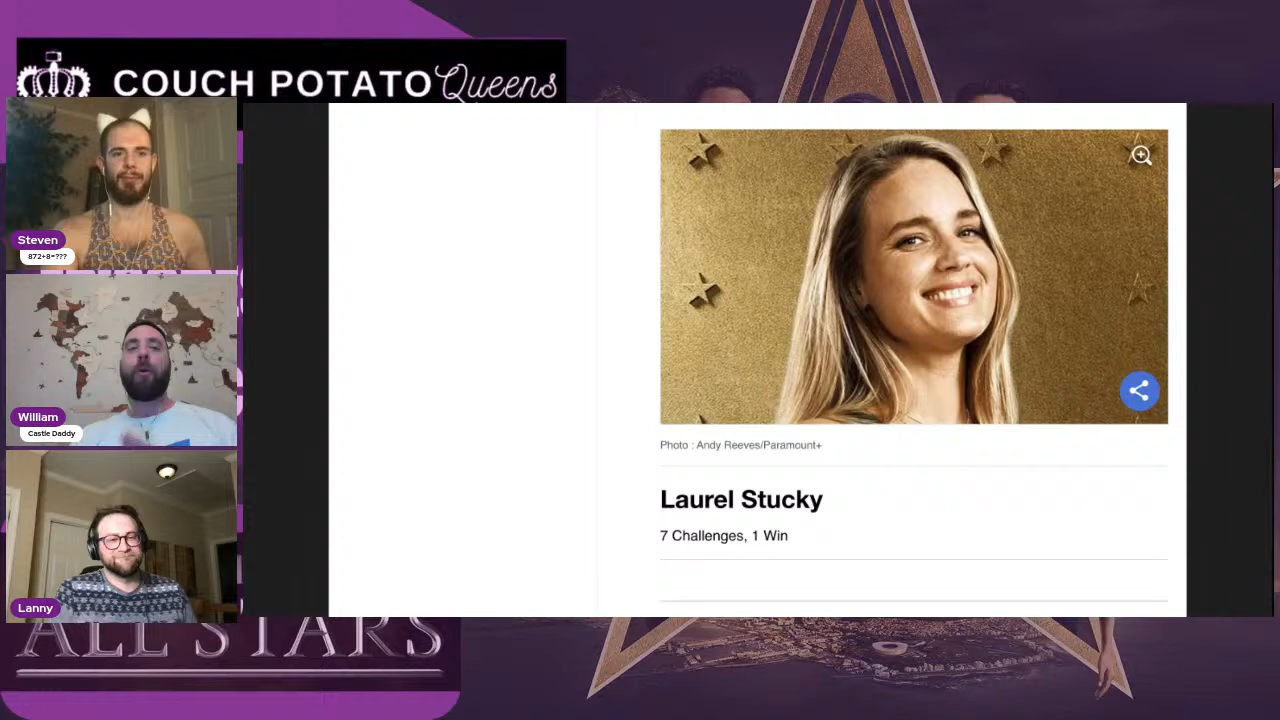 COUCH POTATO Queens
Steven
872+8=???
William
Castle Daddy
Lanny
Photo : Andy Reeves/Paramount+
Laurel Stucky
7 Challenges, 1 Win
ALL STARS